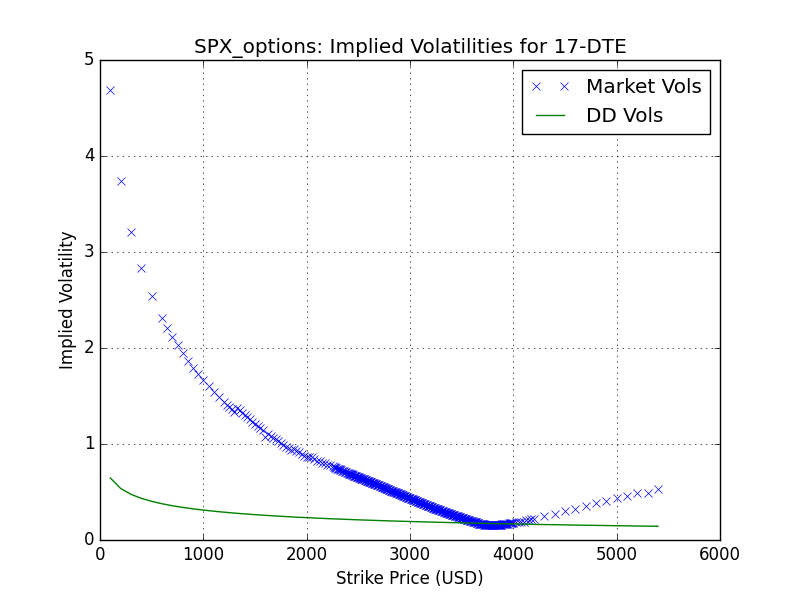 SPX_options: Implied Volatilities for 17-DTE
Market Vols
DD Vols
5
4
3
2
1
0
Implied Volatility
0 1000 2000 3000 4000 5000 6000
Strike Price (USD)